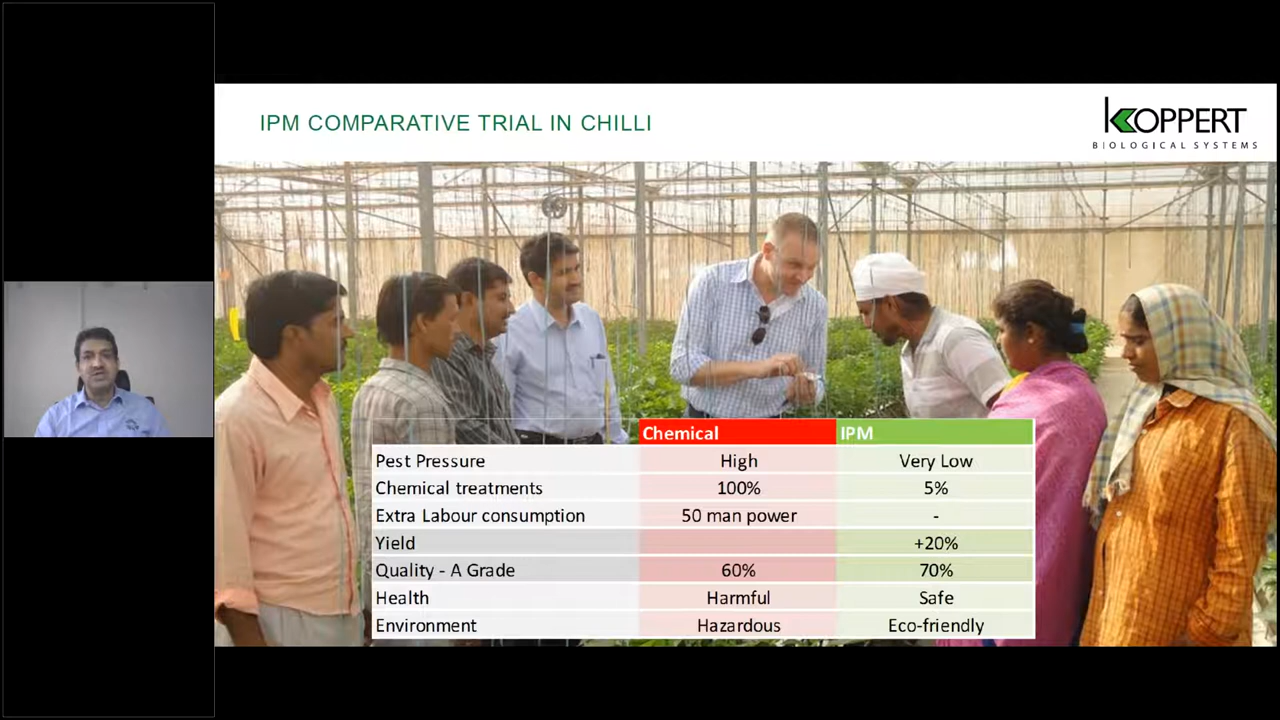 IPM COMPARATIVE TRIAL IN CHILLI
KOPPERT
BIOLOGICAL SYSTEMS
Chemical IPM
Pest Pressure High Very Low
Chemical treatments 100% 5%
Extra Labour consumption 50 man power -
Yield +20%
Quality - A Grade 60% 70%
Health Harmful Safe
Environment Hazardous Eco-friendly